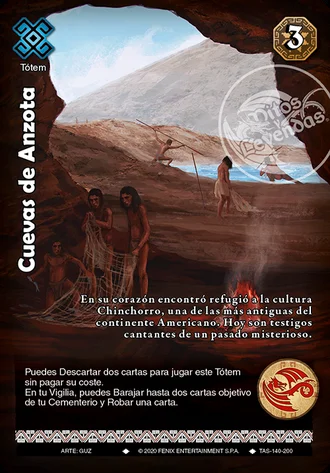 Tótem
3
Mitos y
Leyendas
Cuevas de Anzota
En su corazón encontró refugió a la cultura
Chinchorro, una de las más antiguas del
continente Americano. Hoy son testigos
cantantes de un pasado misterioso.
Puedes Descartar dos cartas para jugar este Tótem
sin pagar su coste.
En tu Vigilia, puedes Barajar hasta dos cartas objetivo
de tu Cementerio y Robar una carta.
ARTE: GUZ ◆ © 2020 FENIX ENTERTAINMENT S.P.A. ◆ TAS-140-200